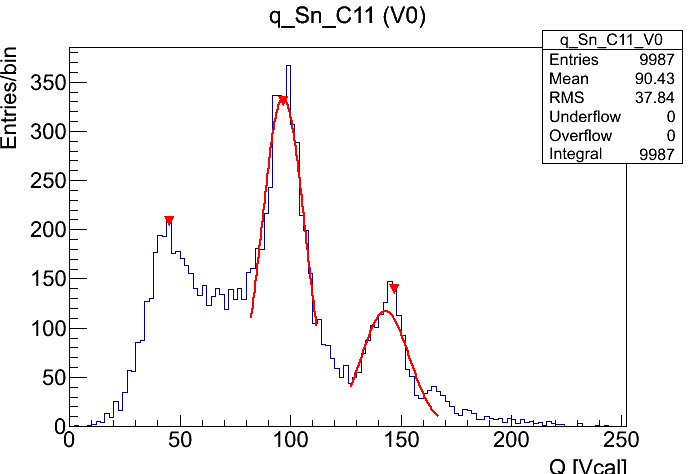 q_Sn_C11 (V0)
q_Sn_C11_V0
Entries 9987
Mean 90.43
RMS 37.84
Underflow 0
Overflow 0
Integral 9987
Entries/bin
350
300
250
200
150
100
50
0
0 50 100 150 200 250
Q [Vcal]